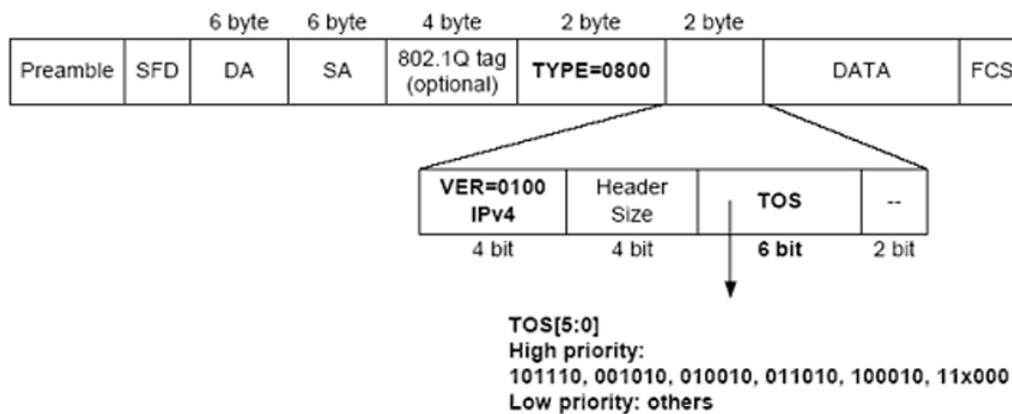 6 byte 6 byte 4 byte 2 byte 2 byte
Preamble SFD DA SA 802.1Q tag (optional) TYPE=0800 DATA FCS
VER=0100 IPv4 Header Size TOS --
4 bit 4 bit 6 bit 2 bit
TOS[5:0]
High priority:
101110, 001010, 010010, 011010, 100010, 11x000
Low priority: others